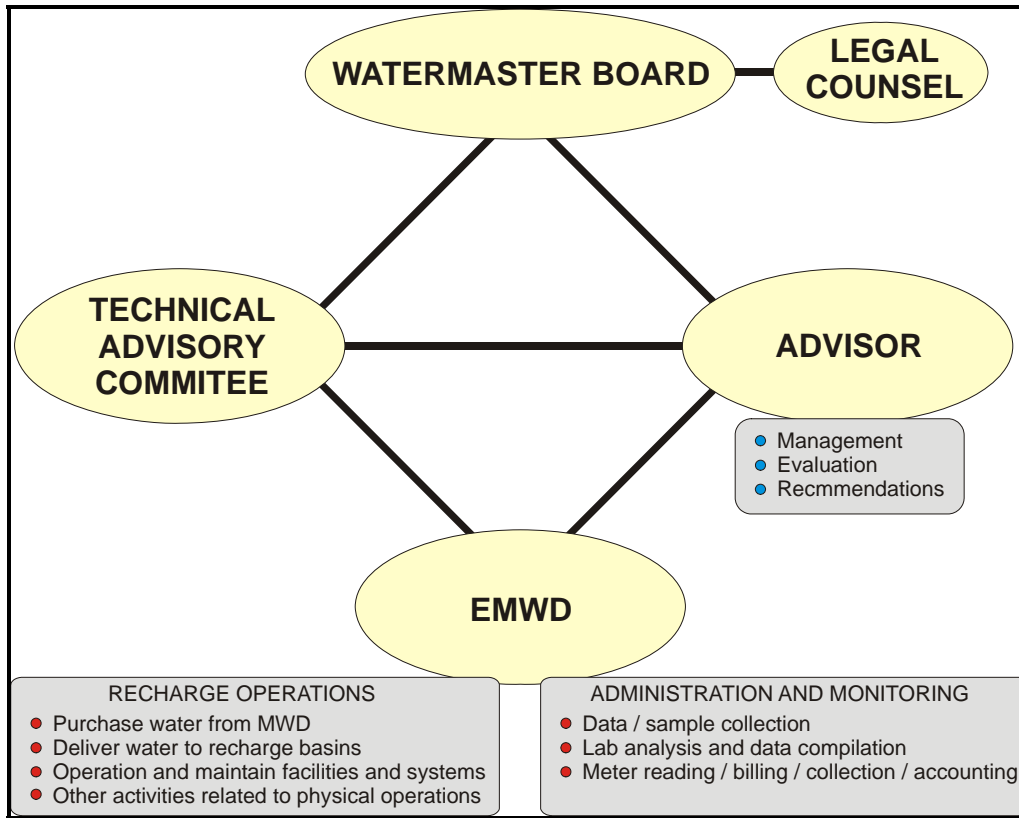 WATERMASTER BOARD
LEGAL
COUNSEL
TECHNICAL
ADVISORY
COMMITEE
ADVISOR
Management
Evaluation
Recmmendations
EMWD
RECHARGE OPERATIONS
Purchase water from MWD
Deliver water to recharge basins
Operation and maintain facilities and systems
Other activities related to physical operations
ADMINISTRATION AND MONITORING
Data / sample collection
Lab analysis and data compilation
Meter reading / billing / collection / accounting